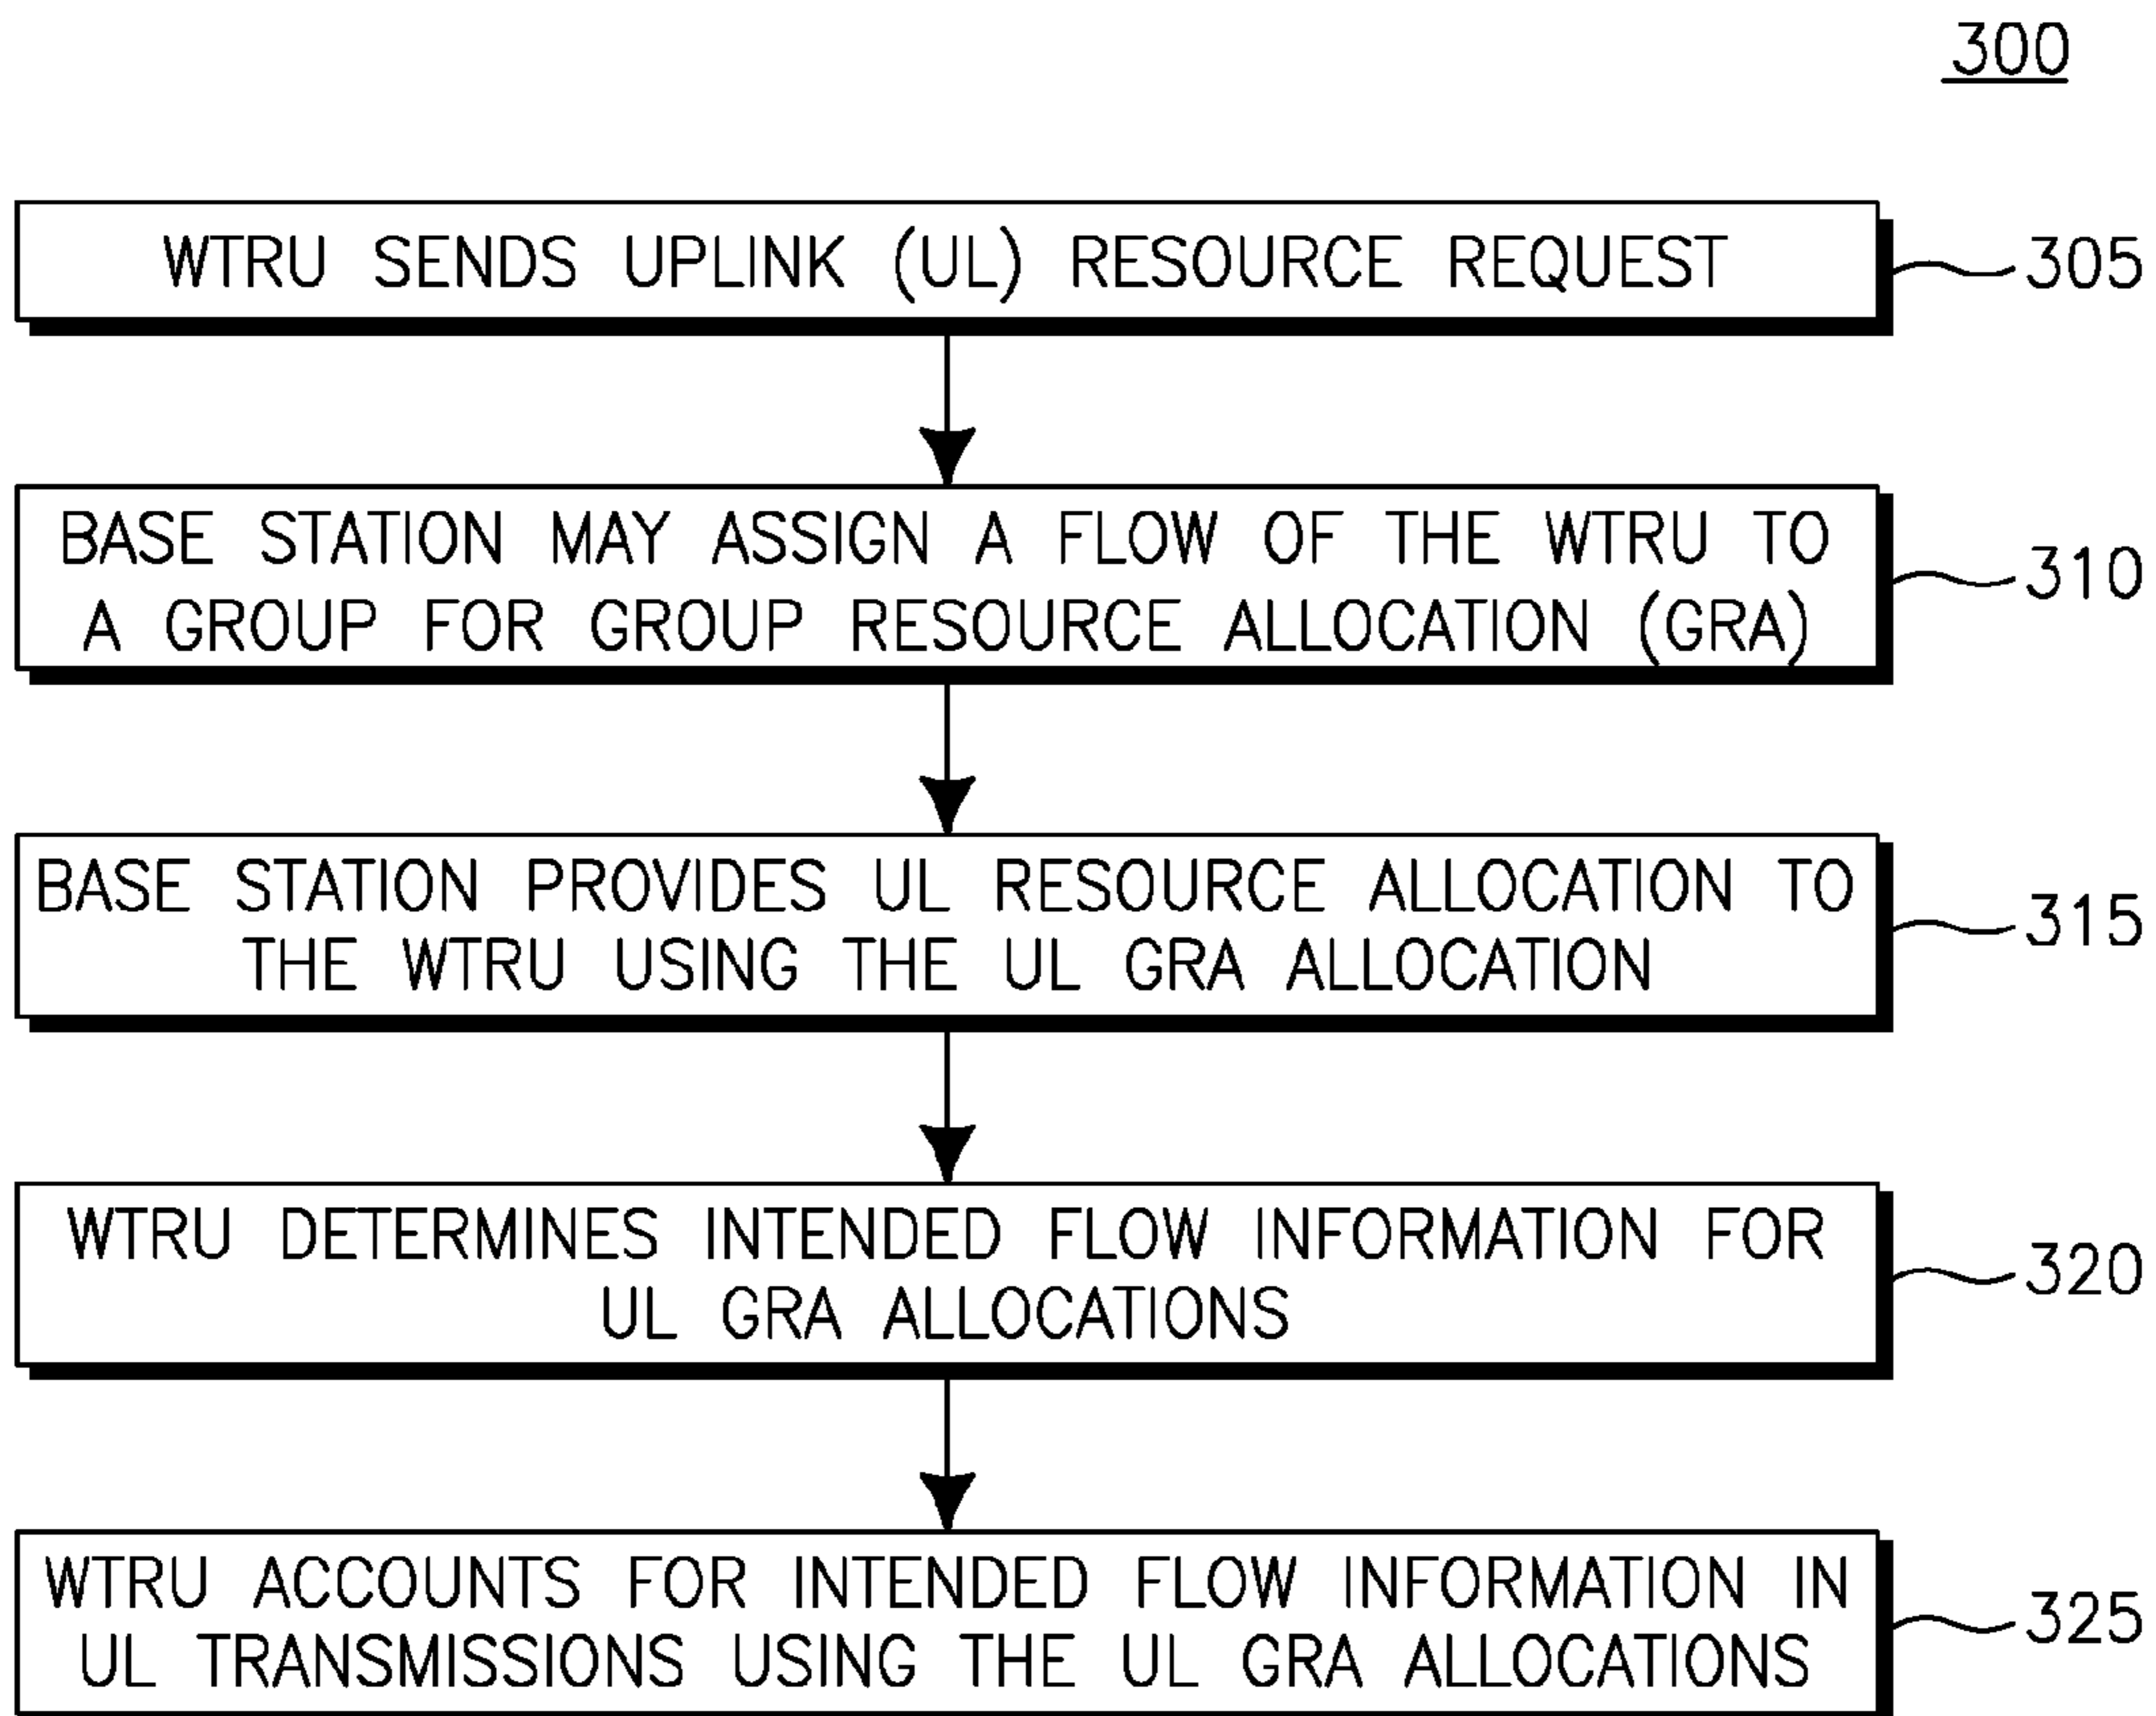 300
WTRU SENDS UPLINK (UL) RESOURCE REQUEST
305
BASE STATION MAY ASSIGN A FLOW OF THE WTRU TO
A GROUP FOR GROUP RESOURCE ALLOCATION (GRA)
310
BASE STATION PROVIDES UL RESOURCE ALLOCATION TO
THE WTRU USING THE UL GRA ALLOCATION
315
WTRU DETERMINES INTENDED FLOW INFORMATION FOR
UL GRA ALLOCATIONS
320
WTRU ACCOUNTS FOR INTENDED FLOW INFORMATION IN
UL TRANSMISSIONS USING THE UL GRA ALLOCATIONS
325